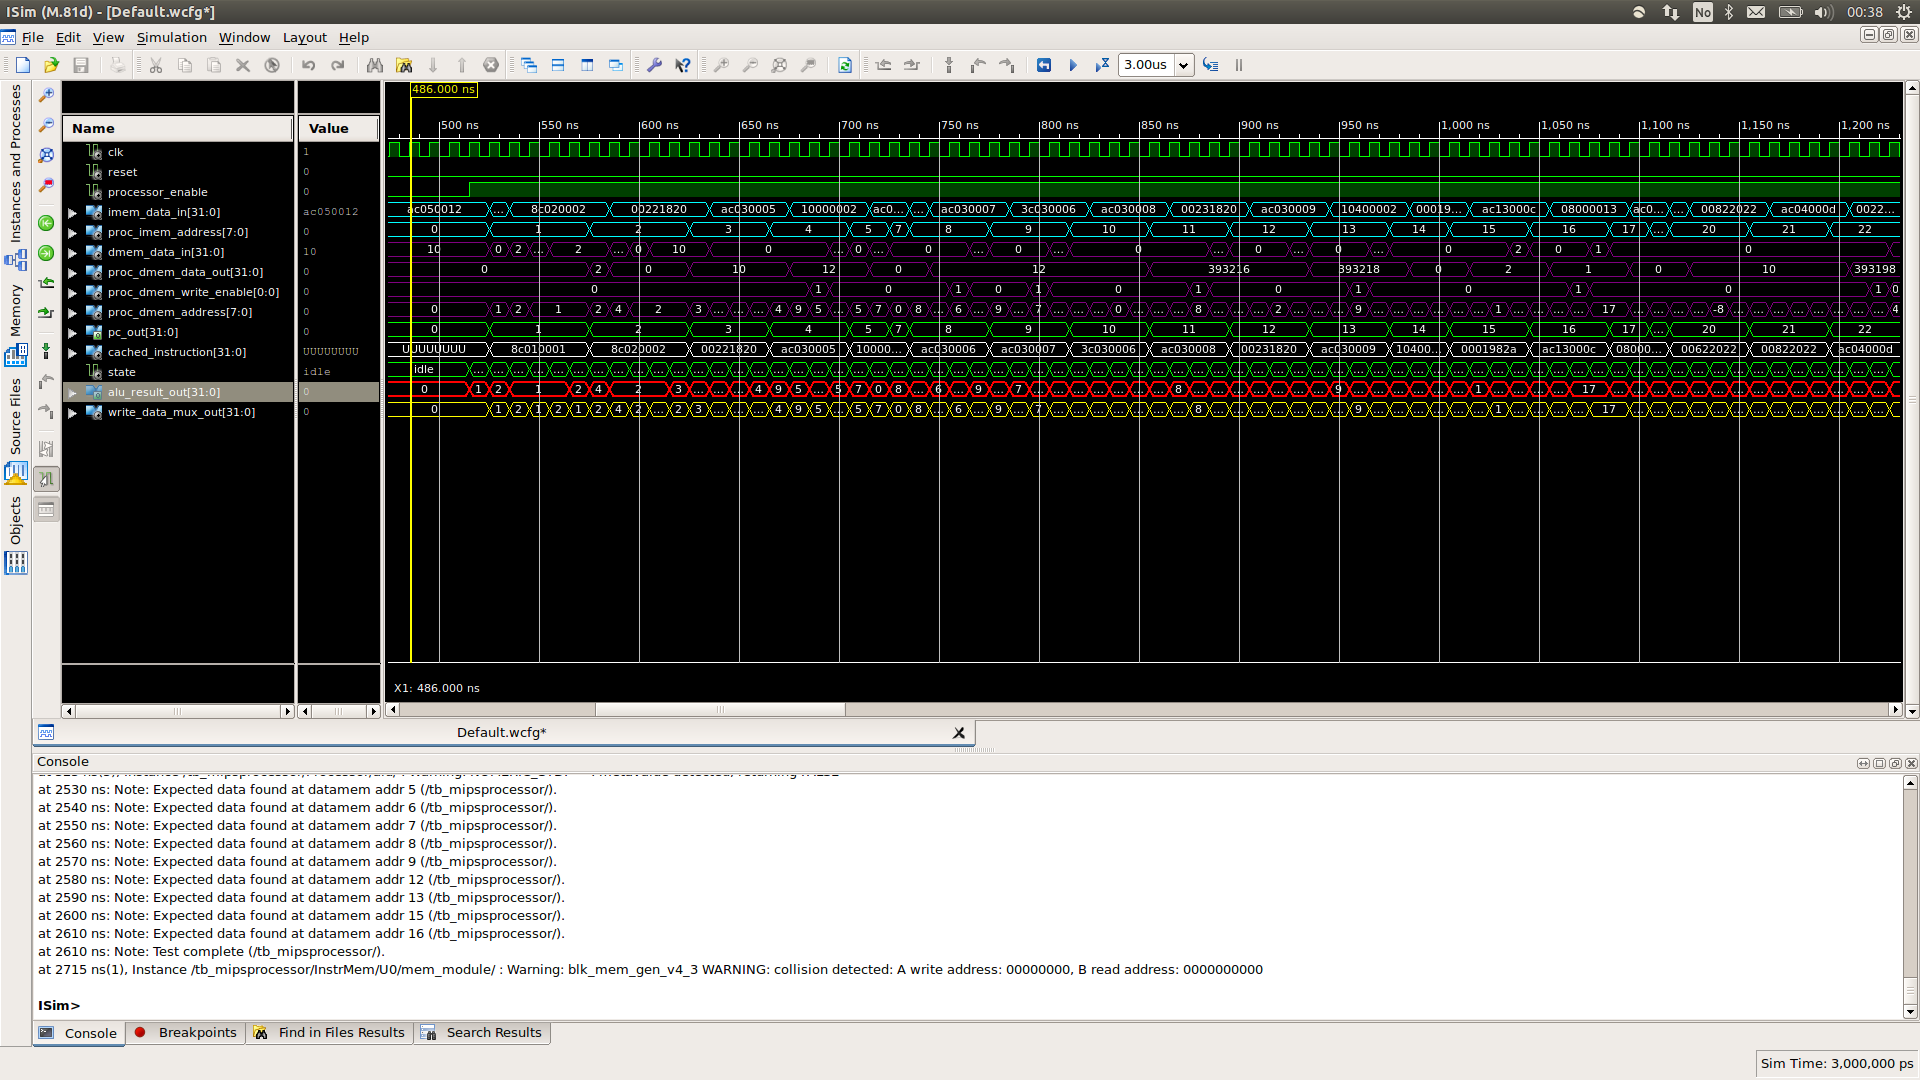 ISim (M.81d) - [Default.wcfg*]
No
00:38
File Edit View Simulation Window Layout Help
3.00us
Instances and Processes
Memory
Source Files
Objects
Name
Value
clk 1
reset 0
processor_enable 0
imem_data_in[31:0] ac050012
proc_imem_address[7:0] 0
dmem_data_in[31:0] 10
proc_dmem_data_out[31:0] 0
proc_dmem_write_enable[0:0] 0
proc_dmem_address[7:0] 0
pc_out[31:0] 0
cached_instruction[31:0] UUUUUUUU
state idle
alu_result_out[31:0] 0
write_data_mux_out[31:0] 0
486.000 ns
500 ns 550 ns 600 ns 650 ns 700 ns 750 ns 800 ns 850 ns 900 ns 950 ns 1,000 ns 1,050 ns 1,100 ns 1,150 ns 1,200 ns
ac050012 ... 8c020002 00221820 ac030005 10000002 ac0... ... ac030007 3c030006 ac030008 00231820 ac030009 10400002 00019... ac13000c 08000013 ac0... ... 00822022 ac04000d 0022...
0 1 2 3 4 5 7 8 9 10 11 12 13 14 15 16 17 ... 20 21 22
10 0 2 ... 2 ... 0 10 0 ... 0 ... 0 ... 0 ... 0 ... 0 ... 0 ... 0 2 0 1 0
0 2 0 10 12 0 12 393216 393218 0 2 1 0 10 393198
0 1 0 1 0 1 0 1 0 1 0 1 0 1 0
0 1 2 1 2 4 2 3 ... ... ... 4 9 5 ... 5 7 0 8 ... 6 ... 9 ... 7 ... ... ... 0 ... ... ... 8 ... ... ... 2 ... ... ... 9 ... ... ... ... ... ... 1 ... ... ... ... 17 ... ... ... -8 ... ... ... ... ... ... ... ... 4
0 1 2 3 4 5 7 8 9 10 11 12 13 14 15 16 17 ... 20 21 22
UUUUUUUU 8c010001 8c020002 00221820 ac030005 10000... ac030006 ac030007 3c030006 ac030008 00231820 ac030009 10400... 0001982a ac13000c 08000... 00622022 00822022 ac04000d
idle
0 1 2 1 2 4 2 3 ... ... ... 4 9 5 ... 5 7 0 8 ... 6 ... 9 ... 7 ... 8 ... 9 ... 1 ... 17 ...
0 1 2 1 2 1 2 4 2 ... 2 3 ... ... ... 4 9 5 ... 5 7 0 8 ... 6 ... 9 ... 7 ... 8 ... 9 ... 1 ... 17 ...
X1: 486.000 ns
Default.wcfg*
Console
at 2530 ns: Note: Expected data found at datamem addr 5 (/tb_mipsprocessor/).
at 2540 ns: Note: Expected data found at datamem addr 6 (/tb_mipsprocessor/).
at 2550 ns: Note: Expected data found at datamem addr 7 (/tb_mipsprocessor/).
at 2560 ns: Note: Expected data found at datamem addr 8 (/tb_mipsprocessor/).
at 2570 ns: Note: Expected data found at datamem addr 9 (/tb_mipsprocessor/).
at 2580 ns: Note: Expected data found at datamem addr 12 (/tb_mipsprocessor/).
at 2590 ns: Note: Expected data found at datamem addr 13 (/tb_mipsprocessor/).
at 2600 ns: Note: Expected data found at datamem addr 15 (/tb_mipsprocessor/).
at 2610 ns: Note: Expected data found at datamem addr 16 (/tb_mipsprocessor/).
at 2610 ns: Note: Test complete (/tb_mipsprocessor/).
at 2715 ns(1), Instance /tb_mipsprocessor/InstrMem/U0/mem_module/ : Warning: blk_mem_gen_v4_3 WARNING: collision detected: A write address: 00000000, B read address: 0000000000
ISim>
Console Breakpoints Find in Files Results Search Results
Sim Time: 3,000,000 ps